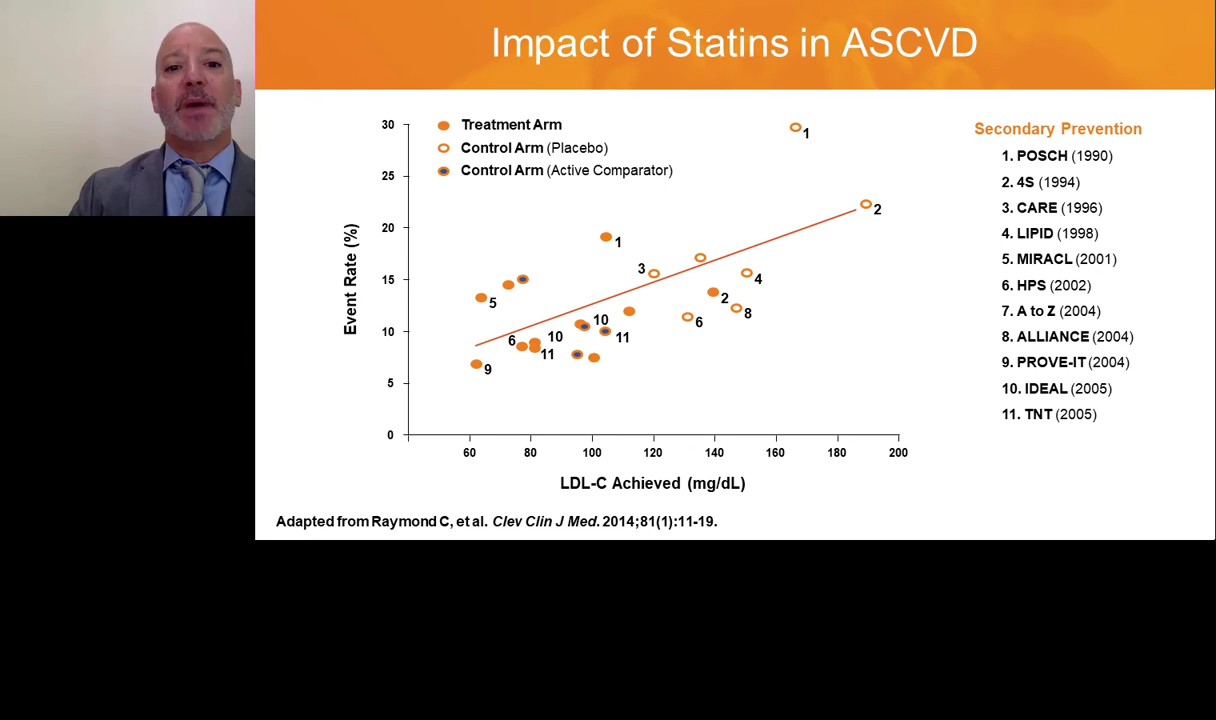 Impact of Statins in ASCVD
Treatment Arm
Control Arm (Placebo)
Control Arm (Active Comparator)
Event Rate (%)
30
25
20
15
10
5
0
1
2
1
3
4
2
5
8
6
10
11
6
10
11
9
60
80
100
120
140
160
180
200
LDL-C Achieved (mg/dL)
Secondary Prevention
1. POSCH (1990)
2. 4S (1994)
3. CARE (1996)
4. LIPID (1998)
5. MIRACL (2001)
6. HPS (2002)
7. A to Z (2004)
8. ALLIANCE (2004)
9. PROVE-IT (2004)
10. IDEAL (2005)
11. TNT (2005)
Adapted from Raymond C, et al. Clev Clin J Med. 2014;81(1):11-19.